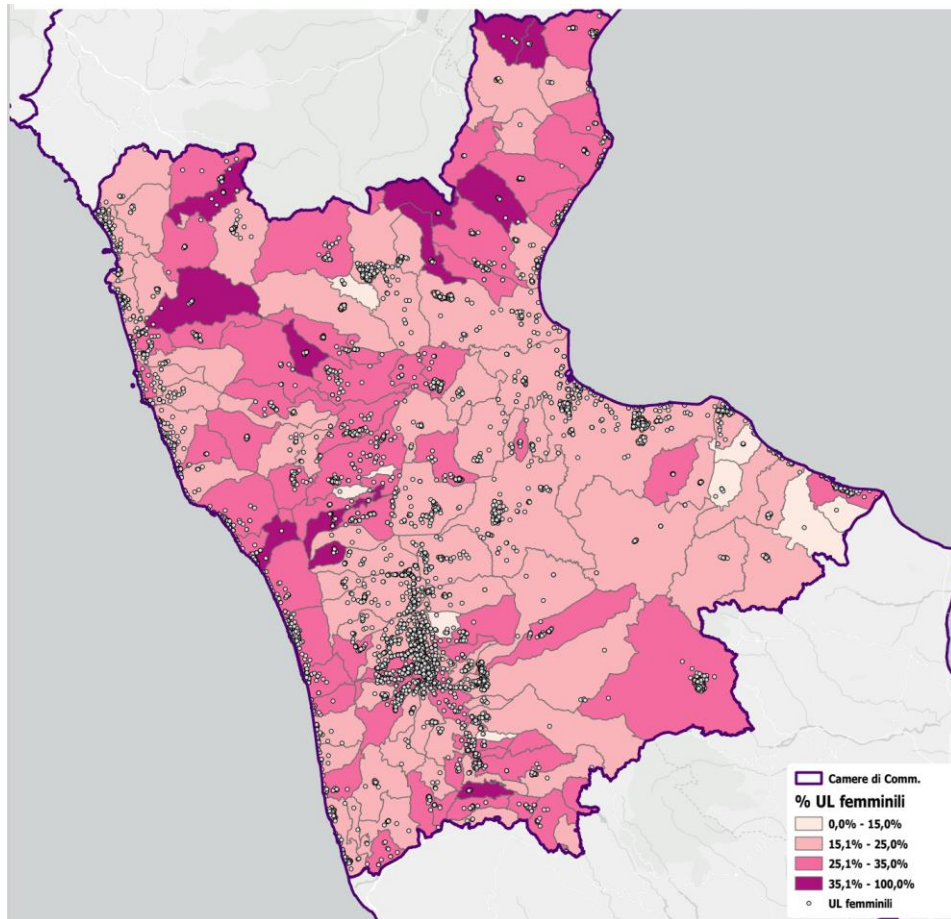 Camere di Comm.
% UL femminili
0,0% - 15,0%
15,1% - 25,0%
25,1% - 35,0%
35,1% - 100,0%
UL femminili